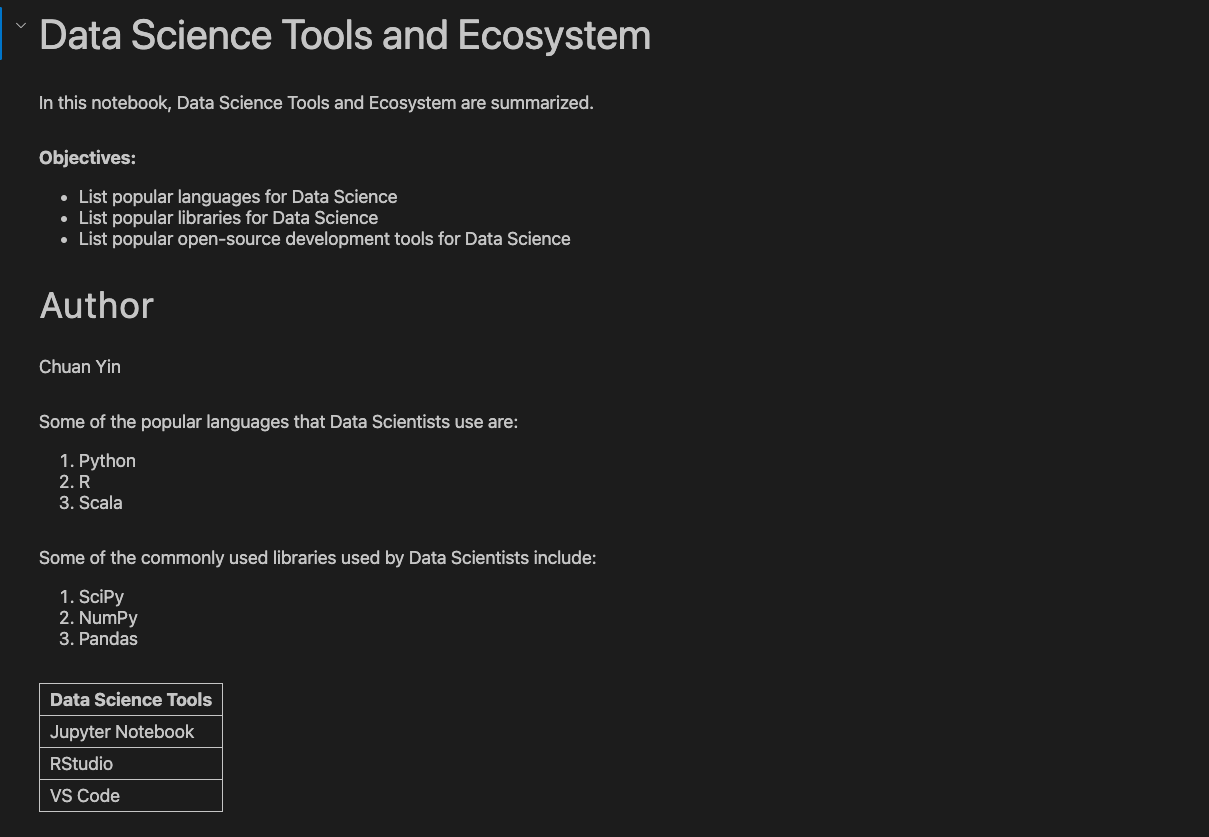 Data Science Tools and Ecosystem
In this notebook, Data Science Tools and Ecosystem are summarized.
Objectives:
• List popular languages for Data Science
• List popular libraries for Data Science
• List popular open-source development tools for Data Science
Author
Chuan Yin
Some of the popular languages that Data Scientists use are:
1. Python
2. R
3. Scala
Some of the commonly used libraries used by Data Scientists include:
1. SciPy
2. NumPy
3. Pandas
Data Science Tools
Jupyter Notebook
RStudio
VS Code